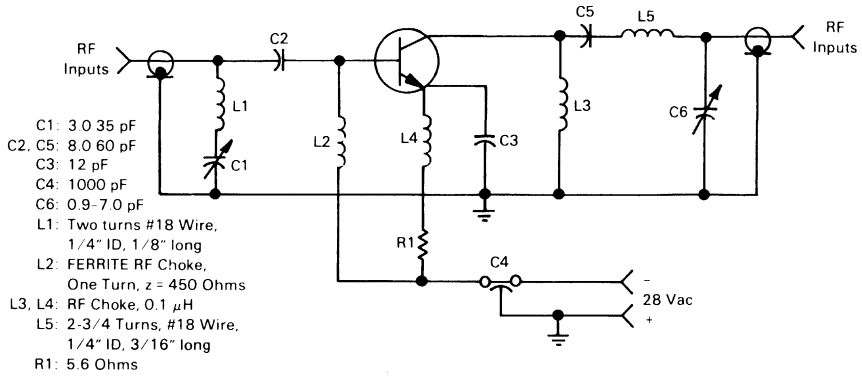 RF
Inputs
C2
C5
L5
RF
Inputs
L1
C1
L2
L4
C3
L3
C6
R1
C4
−
28 Vac
+
C1: 3.0 35 pF
C2, C5: 8.0 60 pF
C3: 12 pF
C4: 1000 pF
C6: 0.9-7.0 pF
L1: Two turns #18 Wire,
1/4" ID, 1/8" long
L2: FERRITE RF Choke,
One Turn, z = 450 Ohms
L3, L4: RF Choke, 0.1 μH
L5: 2-3/4 Turns, #18 Wire,
1/4" ID, 3/16" long
R1: 5.6 Ohms